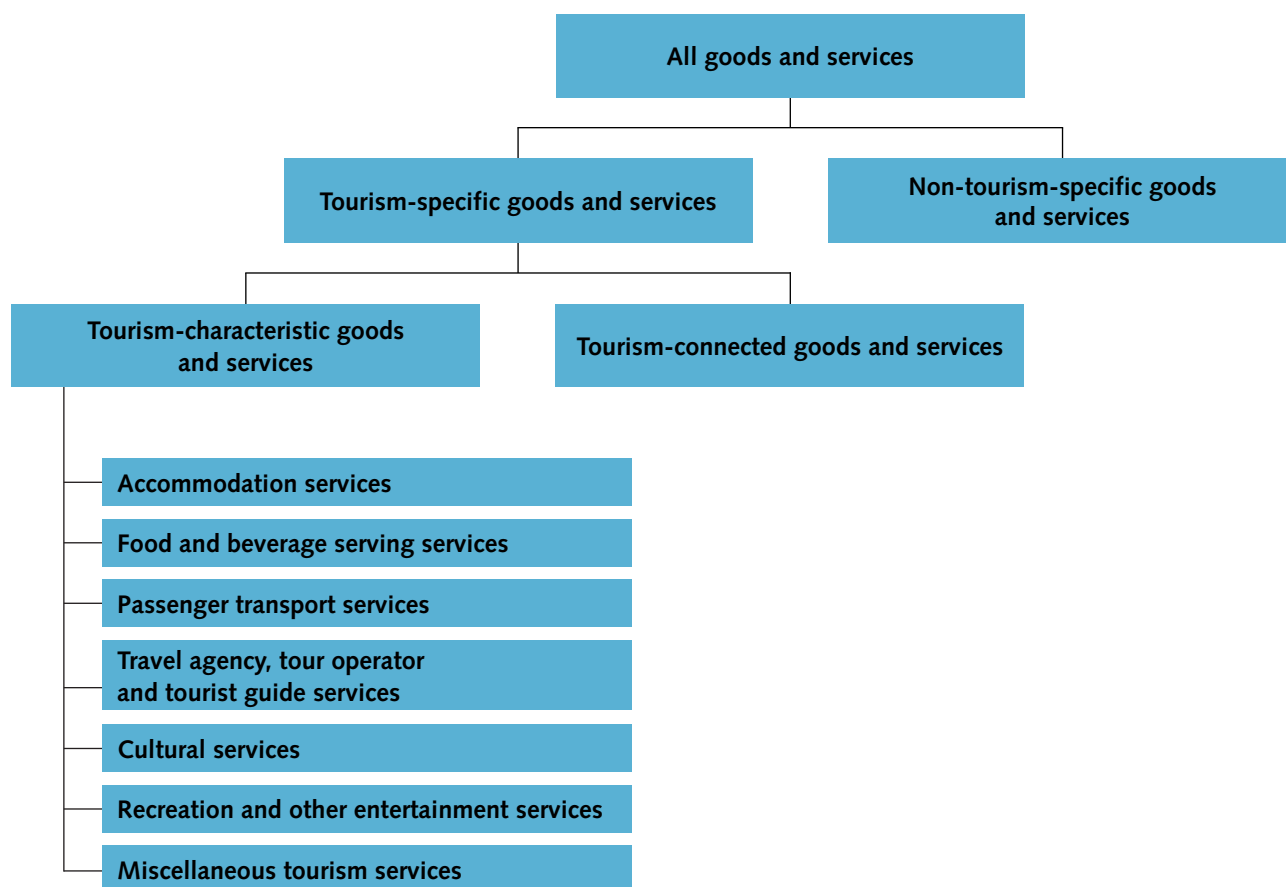 All goods and services
Tourism-specific goods and services
Non-tourism-specific goods
and services
Tourism-characteristic goods
and services
Tourism-connected goods and services
Accommodation services
Food and beverage serving services
Passenger transport services
Travel agency, tour operator
and tourist guide services
Cultural services
Recreation and other entertainment services
Miscellaneous tourism services